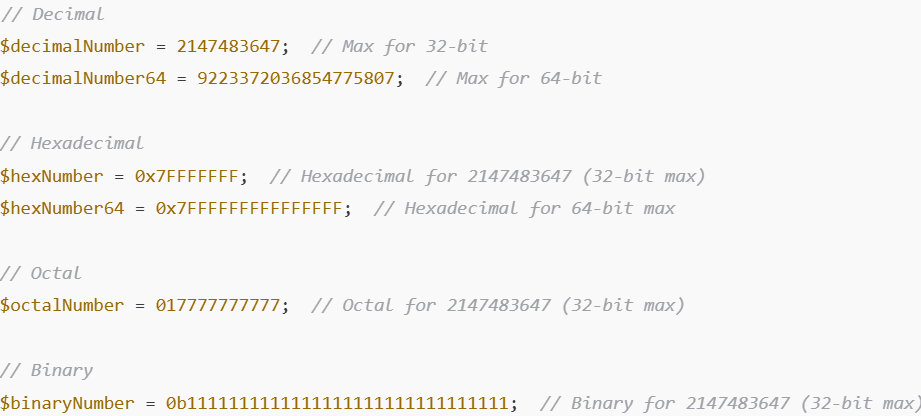 // Decimal
$decimalNumber = 2147483647;  // Max for 32-bit
$decimalNumber64 = 9223372036854775807;  // Max for 64-bit
// Hexadecimal
$hexNumber = 0x7FFFFFFF;  // Hexadecimal for 2147483647 (32-bit max)
$hexNumber64 = 0x7FFFFFFFFFFFFFFF;  // Hexadecimal for 64-bit max
// Octal
$octalNumber = 017777777777;  // Octal for 2147483647 (32-bit max)
// Binary
$binaryNumber = 0b1111111111111111111111111111111;  // Binary for 2147483647 (32-bit max)